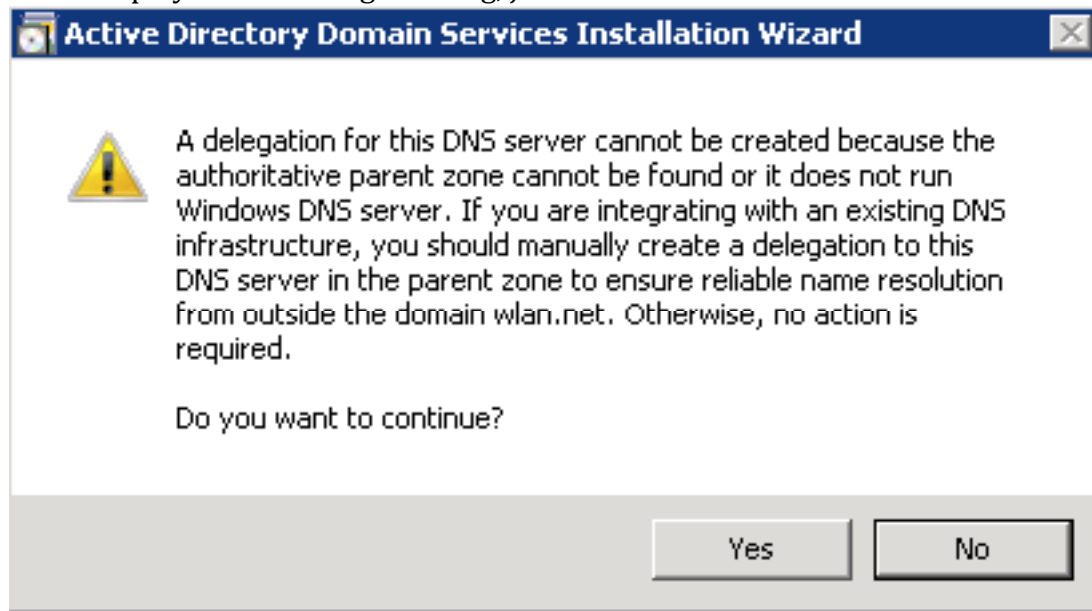 Active Directory Domain Services Installation Wizard
A delegation for this DNS server cannot be created because the
authoritative parent zone cannot be found or it does not run
Windows DNS server. If you are integrating with an existing DNS
infrastructure, you should manually create a delegation to this
DNS server in the parent zone to ensure reliable name resolution
from outside the domain wlan.net. Otherwise, no action is
required.
Do you want to continue?
Yes
No